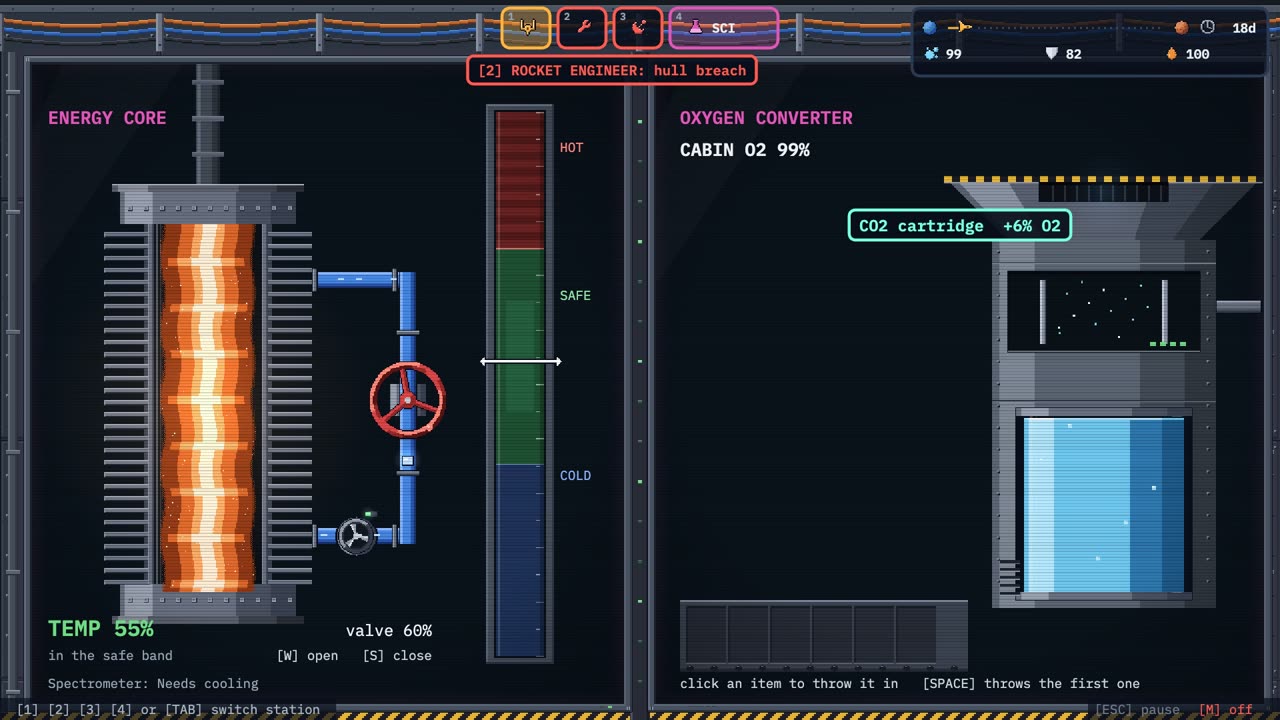 1 2 3 4 SCI
18d
99 82 100
[2] ROCKET ENGINEER: hull breach
ENERGY CORE
HOT
SAFE
COLD
TEMP 55%
valve 60%
in the safe band
[W] open [S] close
Spectrometer: Needs cooling
OXYGEN CONVERTER
CABIN O2 99%
CO2 cartridge +6% O2
click an item to throw it in [SPACE] throws the first one
[1] [2] [3] [4] or [TAB] switch station
[ESC] pause [M] off